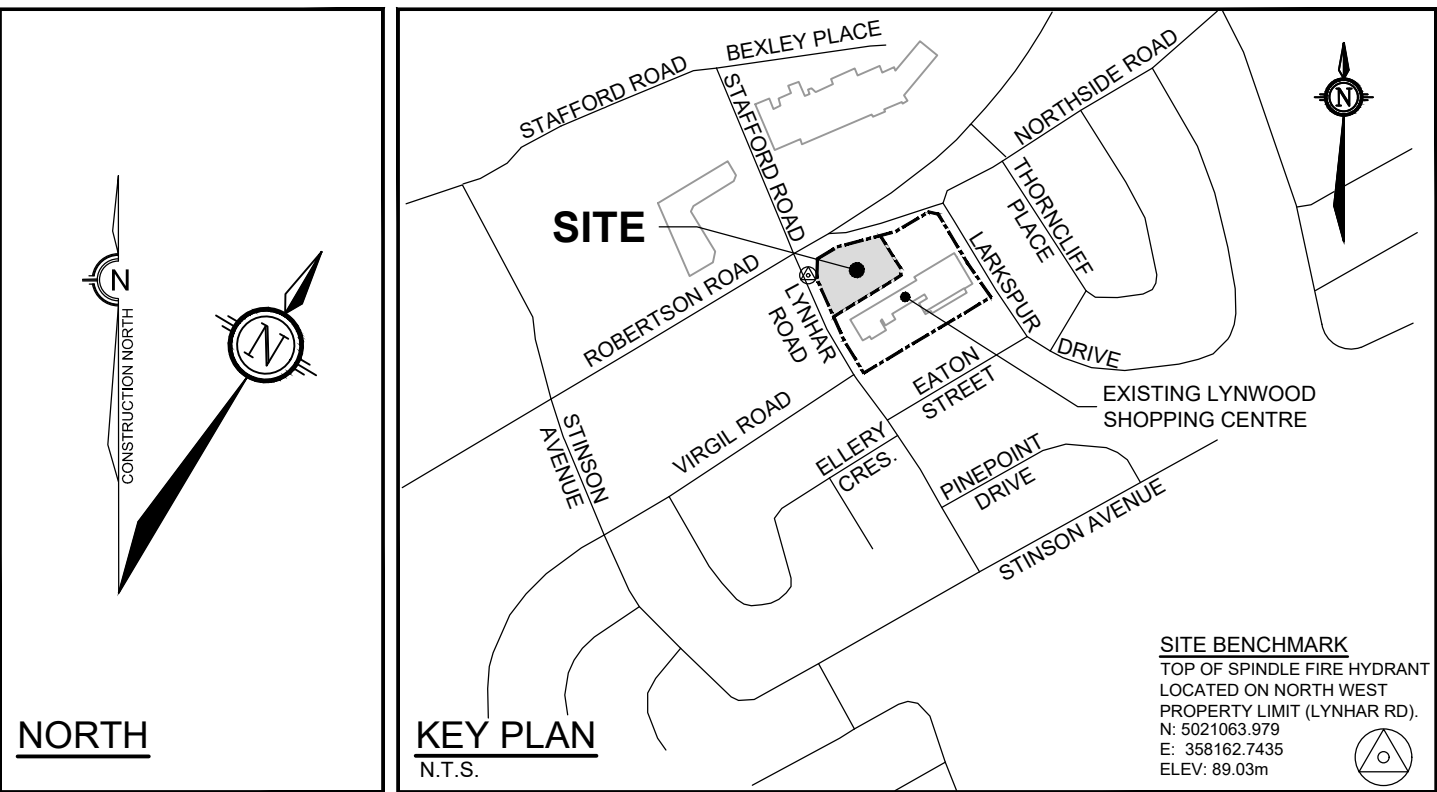 N
CONSTRUCTION NORTH
N
NORTH
BEXLEY PLACE
STAFFORD ROAD
STAFFORD ROAD
NORTHSIDE ROAD
N
THORNCLIFF
PLACE
SITE
LARKSPUR
DRIVE
ROBERTSON ROAD
LYNHAR
ROAD
EATON
STREET
EXISTING LYNWOOD
SHOPPING CENTRE
STINSON
AVENUE
VIRGIL ROAD
ELLERY
CRES.
PINEPOINT
DRIVE
STINSON AVENUE
KEY PLAN
N.T.S.
SITE BENCHMARK
TOP OF SPINDLE FIRE HYDRANT
LOCATED ON NORTH WEST
PROPERTY LIMIT (LYNHAR RD).
N: 5021063.979
E: 358162.7435
ELEV: 89.03m